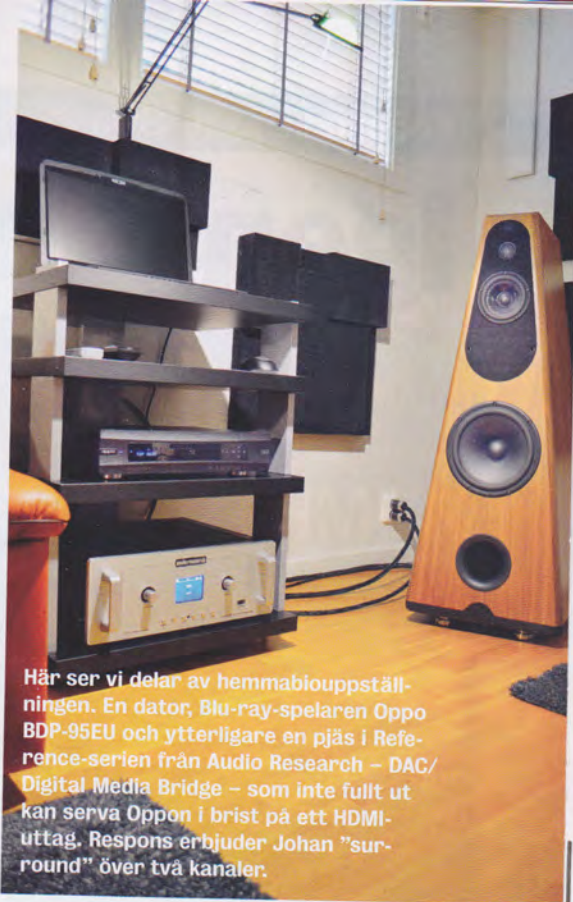 Här ser vi delar av hemmabiouppställ-
ningen. En dator, Blu-ray-spelaren Oppo
BDP-95EU och ytterligare en pjäs i Refe-
rence-serien från Audio Research – DAC/
Digital Media Bridge – som inte fullt ut
kan serva Oppon i brist på ett HDMI-
uttag. Respons erbjuder Johan ”sur-
round” över två kanaler.